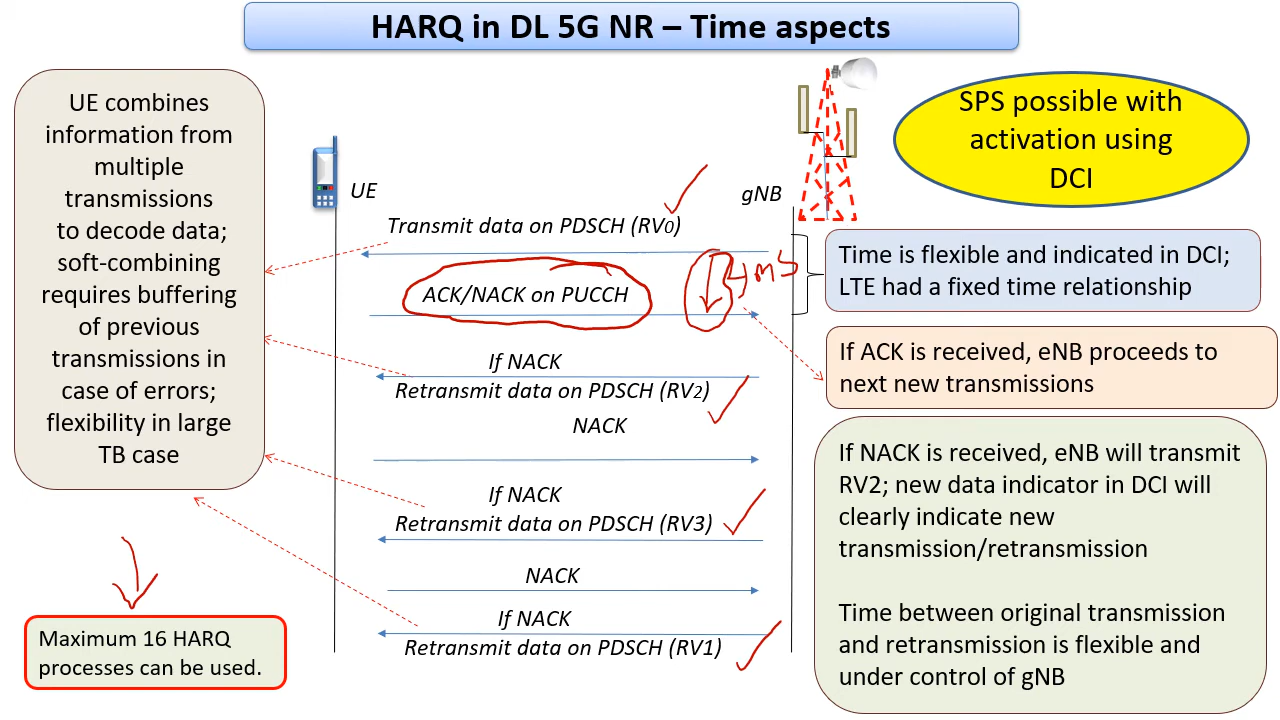 HARQ in DL 5G NR – Time aspects
UE combines
information from
multiple
transmissions
to decode data;
soft-combining
requires buffering
of previous
transmissions in
case of errors;
flexibility in large
TB case
Maximum 16 HARQ
processes can be used.
UE
gNB
Transmit data on PDSCH (RV0)
ACK/NACK on PUCCH
4ms
If NACK
Retransmit data on PDSCH (RV2)
NACK
If NACK
Retransmit data on PDSCH (RV3)
NACK
If NACK
Retransmit data on PDSCH (RV1)
SPS possible with
activation using
DCI
Time is flexible and indicated in DCI;
LTE had a fixed time relationship
If ACK is received, eNB proceeds to
next new transmissions
If NACK is received, eNB will transmit
RV2; new data indicator in DCI will
clearly indicate new
transmission/retransmission
Time between original transmission
and retransmission is flexible and
under control of gNB